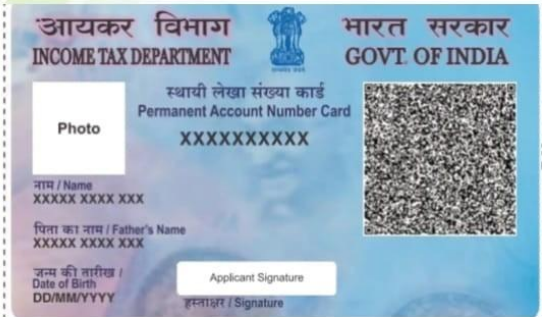 आयकर विभाग
INCOME TAX DEPARTMENT
भारत सरकार
GOVT. OF INDIA
स्थायी लेखा संख्या कार्ड
Permanent Account Number Card
XXXXXXXXXX
Photo
नाम / Name
XXXXX XXXX XXX
पिता का नाम / Father's Name
XXXXX XXXX XXX
जन्म की तारीख /
Date of Birth
DD/MM/YYYY
Applicant Signature
हस्ताक्षर / Signature